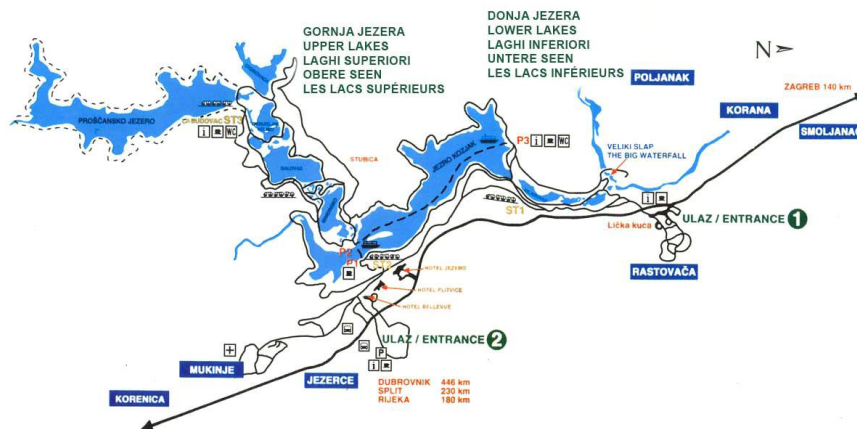 GORNJA JEZERA
UPPER LAKES
LAGHI SUPERIORI
OBERE SEEN
LES LACS SUPÉRIEURS
DONJA JEZERA
LOWER LAKES
LAGHI INFERIORI
UNTERE SEEN
LES LACS INFÉRIEURS
N
POLJANAK
ZAGREB 140 km
KORANA
SMOLJANAC
PROŠĆANSKO JEZERO
ST3
i WC
STUBICA
JEZERO KOZJAK
P3 i WC
VELIKI SLAP
THE BIG WATERFALL
ST1
i
ULAZ / ENTRANCE 1
Lička kuća
RASTOVAČA
P2
P1
ST2
HOTEL JEZERO
HOTEL PLITVICE
HOTEL BELLEVUE
ULAZ / ENTRANCE 2
P
i
MUKINJE
JEZERCE
KORENICA
DUBROVNIK 446 km
SPLIT 230 km
RIJEKA 180 km